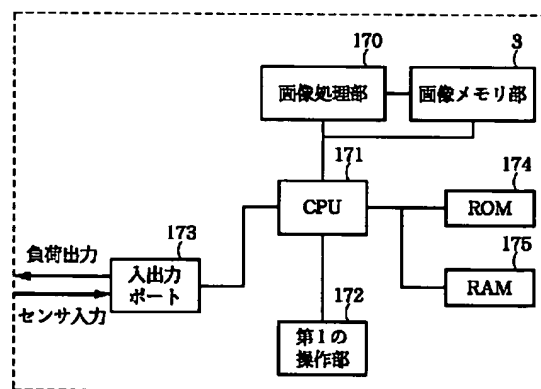 170
3
画像処理部
画像メモリ部
171
CPU
174
ROM
173
175
RAM
負荷出力
入出力
ポート
センサ入力
172
第1の
操作部